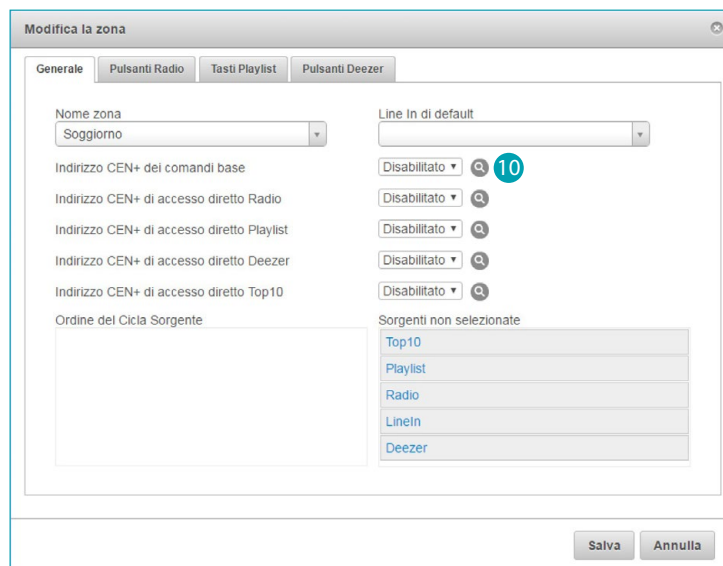 Modifica la zona
Generale Pulsanti Radio Tasti Playlist Pulsanti Deezer
Nome zona Line In di default
Soggiorno
Indirizzo CEN+ dei comandi base Disabilitato 10
Indirizzo CEN+ di accesso diretto Radio Disabilitato
Indirizzo CEN+ di accesso diretto Playlist Disabilitato
Indirizzo CEN+ di accesso diretto Deezer Disabilitato
Indirizzo CEN+ di accesso diretto Top10 Disabilitato
Ordine del Cicla Sorgente Sorgenti non selezionate
Top10
Playlist
Radio
LineIn
Deezer
Salva Annulla